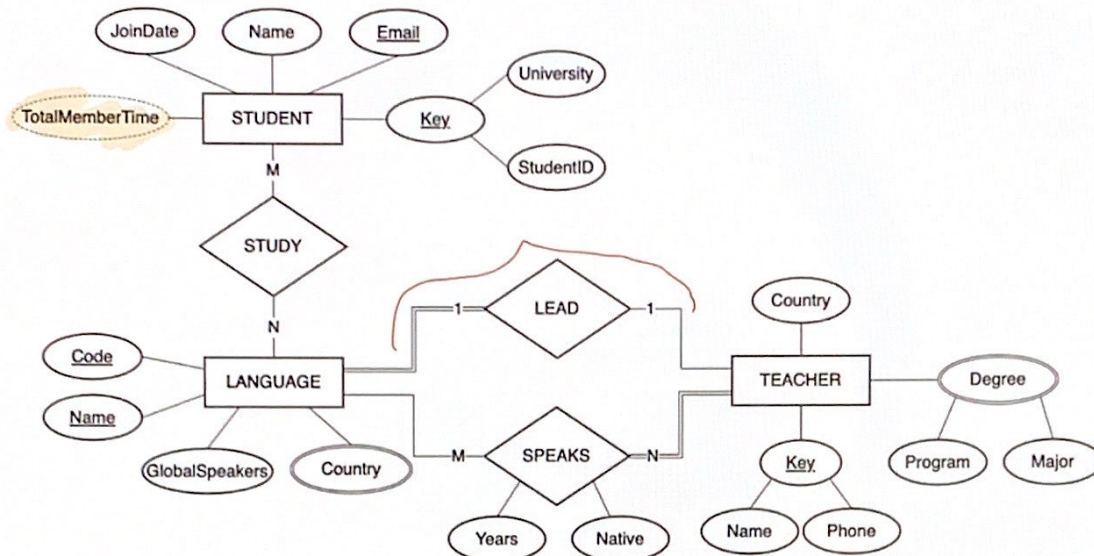 JoinDate
Name
Email
University
TotalMemberTime
STUDENT
Key
StudentID
M
STUDY
N
Country
1
LEAD
1
Code
LANGUAGE
TEACHER
Degree
Name
GlobalSpeakers
Country
M
SPEAKS
N
Key
Program
Major
Years
Native
Name
Phone